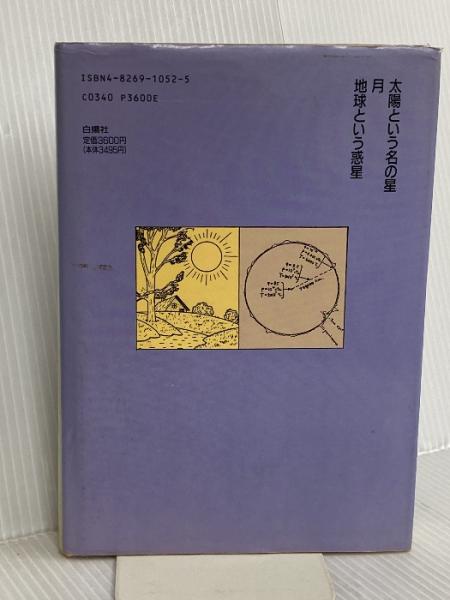 ISBN4-8269-1052-5
C0340 P3600E
白揚社
定価3600円
(本体3495円)
太陽という名の星
月
地球という惑星